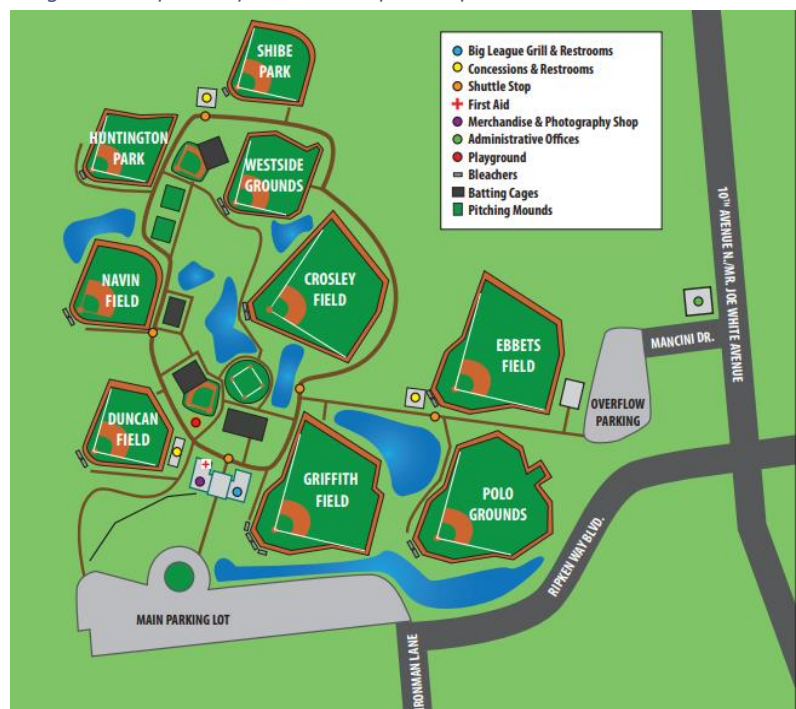 SHIBE
PARK
HUNTINGTON
PARK
WESTSIDE
GROUNDS
NAVIN
FIELD
CROSLEY
FIELD
EBBETS
FIELD
DUNCAN
FIELD
GRIFFITH
FIELD
POLO
GROUNDS
OVERFLOW
PARKING
MAIN PARKING LOT
MANCINI DR.
10TH AVENUE N./MR. JOE WHITE AVENUE
RIPKEN WAY BLVD.
IRONMAN LANE
Big League Grill & Restrooms
Concessions & Restrooms
Shuttle Stop
First Aid
Merchandise & Photography Shop
Administrative Offices
Playground
Bleachers
Batting Cages
Pitching Mounds